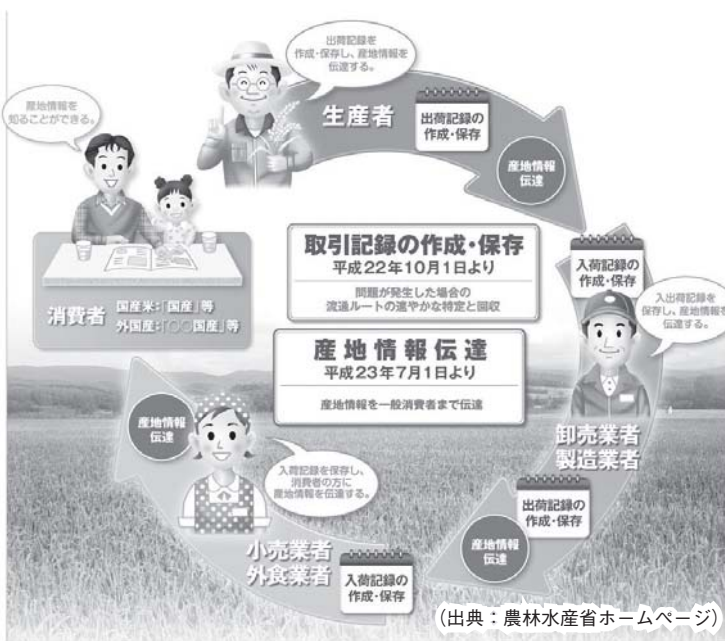 出荷記録を
作成・保存し、産地情報を
伝達する。
生産者
出荷記録の
作成・保存
産地情報
伝達
産地情報を
知ることができる。
消費者
国産米:「国産」等
外国産:「○○国産」等
取引記録の作成・保存
平成22年10月1日より
問題が発生した場合の
流通ルートの速やかな特定と回収
産地情報伝達
平成23年7月1日より
産地情報を一般消費者まで伝達
入荷記録の
作成・保存
入出荷記録を
保存し、産地情報を
伝達する。
卸売業者
製造業者
出荷記録の
作成・保存
産地情報
伝達
入荷記録の
作成・保存
小売業者
外食業者
入荷記録を保存し、
消費者の方に
産地情報を伝達する。
産地情報
伝達
(出典:農林水産省ホームページ)